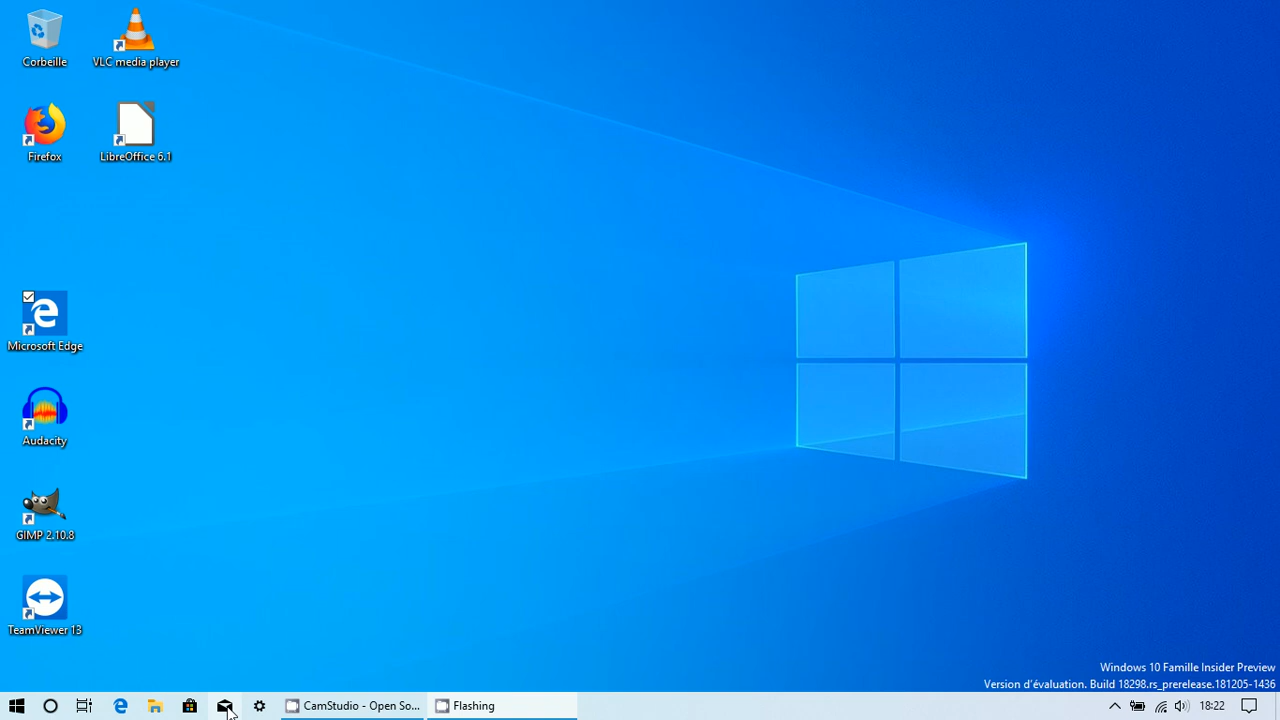 Corbeille
VLC media player
Firefox
LibreOffice 6.1
Microsoft Edge
Audacity
GIMP 2.10.8
TeamViewer 13
Windows 10 Famille Insider Preview
Version d'évaluation. Build 18298.rs_prerelease.181205-1436
CamStudio - Open So...
Flashing
18:22